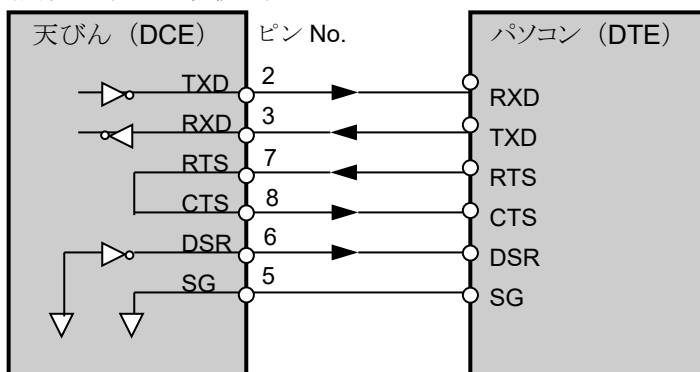 天びん（DCE） ピン No. パソコン（DTE）
TXD 2 RXD
RXD 3 TXD
RTS 7 RTS
CTS 8 CTS
DSR 6 DSR
SG 5 SG